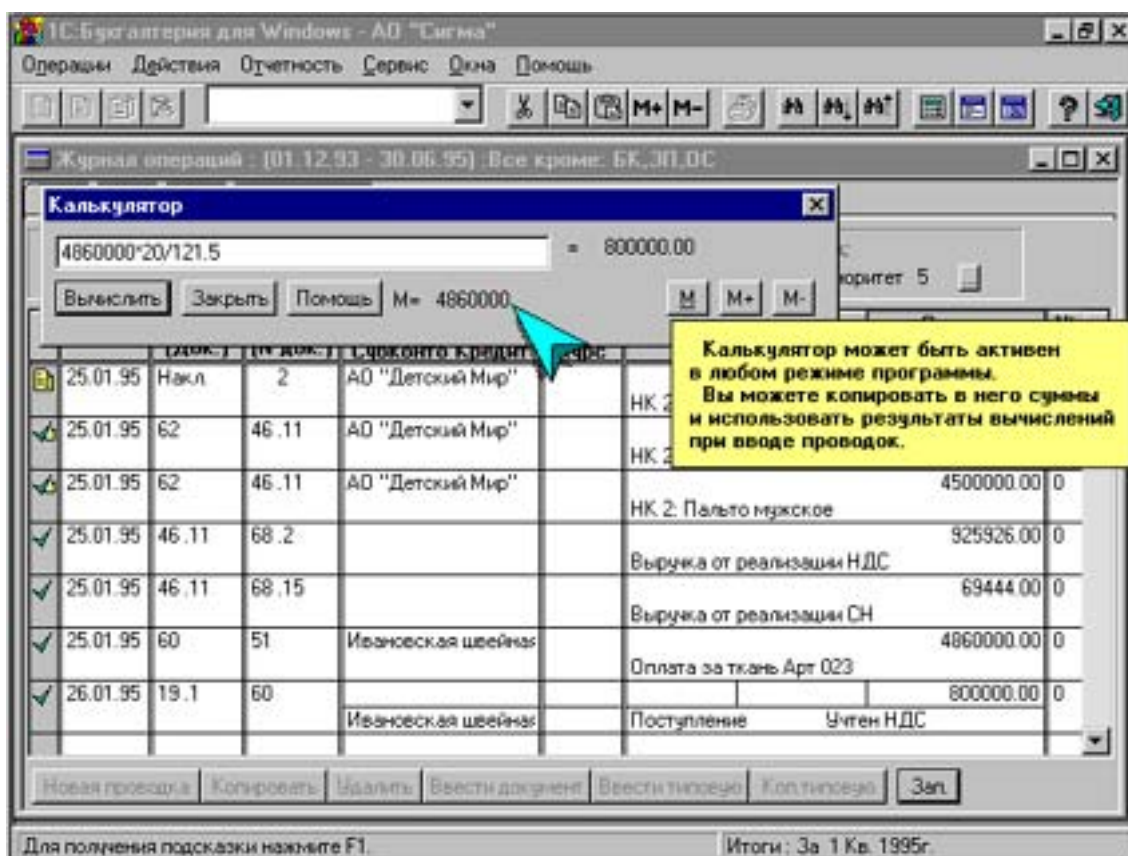 1С:Бухгалтерия для Windows - АО "Сигма"
Операции Действия Отчетность Сервис Окна Помощь
M+ M-
Журнал операций : (01.12.93 - 30.06.95) :Все кроме: БК,ЗП,ОС
Калькулятор
4860000*20/121.5 = 800000.00
оритет 5
Вычислить Закрыть Помощь M= 4860000 M M+ M-
(Док.) (N док.) Субконто Кредит
Калькулятор может быть активен
в любом режиме программы.
Вы можете копировать в него суммы
и использовать результаты вычислений
при вводе проводок.
25.01.95 Накл. 2 АО "Детский Мир"
НК 2
25.01.95 62 46.11 АО "Детский Мир"
НК 2
25.01.95 62 46.11 АО "Детский Мир" 4500000.00 0
НК 2: Пальто мужское
25.01.95 46.11 68.2 925926.00 0
Выручка от реализации НДС
25.01.95 46.11 68.15 69444.00 0
Выручка от реализации СН
25.01.95 60 51 Ивановская швейная 4860000.00 0
Оплата за ткань Арт 023
26.01.95 19.1 60 800000.00 0
Ивановская швейная Поступление Учтен НДС
Новая проводка Копировать Удалить Ввести документ Ввести типовую Коп.типовую Зап.
Для получения подсказки нажмите F1. Итоги : За 1 Кв. 1995г.